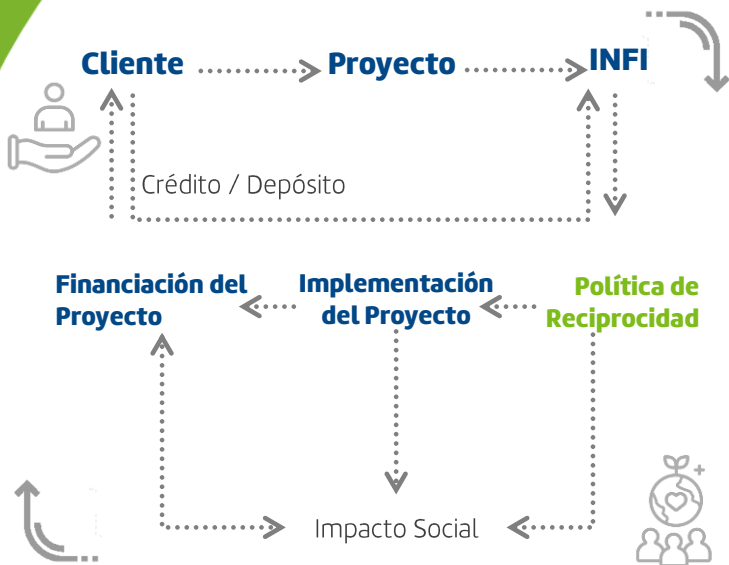 Cliente
Proyecto
INFI
Crédito / Depósito
Financiación del
Proyecto
Implementación
del Proyecto
Política de
Reciprocidad
Impacto Social